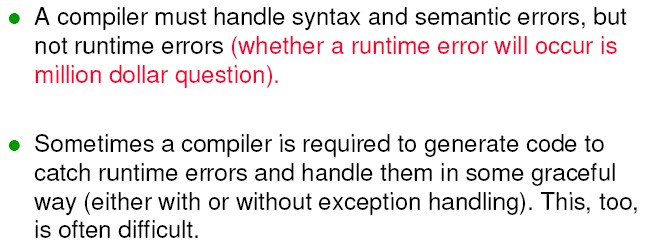 A compiler must handle syntax and semantic errors, but
not runtime errors (whether a runtime error will occur is
million dollar question).
Sometimes a compiler is required to generate code to
catch runtime errors and handle them in some graceful
way (either with or without exception handling). This, too,
is often difficult.